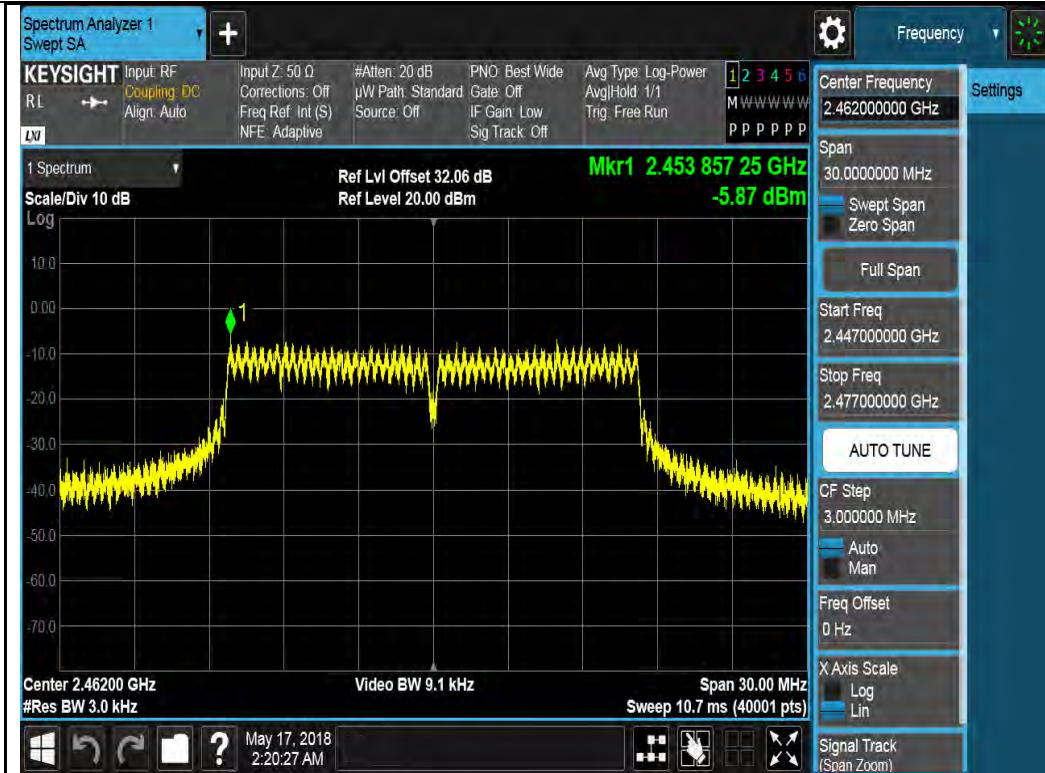 Spectrum Analyzer 1
Swept SA
+
Frequency
KEYSIGHT
RL
LXI
Input: RF
Coupling: DC
Align: Auto
Input Z: 50 Ω
Corrections: Off
Freq Ref: Int (S)
NFE: Adaptive
#Atten: 20 dB
µW Path: Standard
Source: Off
PNO: Best Wide
Gate: Off
IF Gain: Low
Sig Track: Off
Avg Type: Log-Power
Avg|Hold: 1/1
Trig: Free Run
1 2 3 4 5 6
M W W W W W
P P P P P P
1 Spectrum
Scale/Div 10 dB
Log
Ref Lvl Offset 32.06 dB
Ref Level 20.00 dBm
Mkr1 2.453 857 25 GHz
-5.87 dBm
10.0
0.00
-10.0
-20.0
-30.0
-40.0
-50.0
-60.0
-70.0
1
Center 2.46200 GHz
#Res BW 3.0 kHz
Video BW 9.1 kHz
Span 30.00 MHz
Sweep 10.7 ms (40001 pts)
Center Frequency
2.462000000 GHz
Span
30.0000000 MHz
Swept Span
Zero Span
Full Span
Start Freq
2.447000000 GHz
Stop Freq
2.477000000 GHz
AUTO TUNE
CF Step
3.000000 MHz
Auto
Man
Freq Offset
0 Hz
X Axis Scale
Log
Lin
Signal Track
(Span Zoom)
Settings
?
May 17, 2018
2:20:27 AM